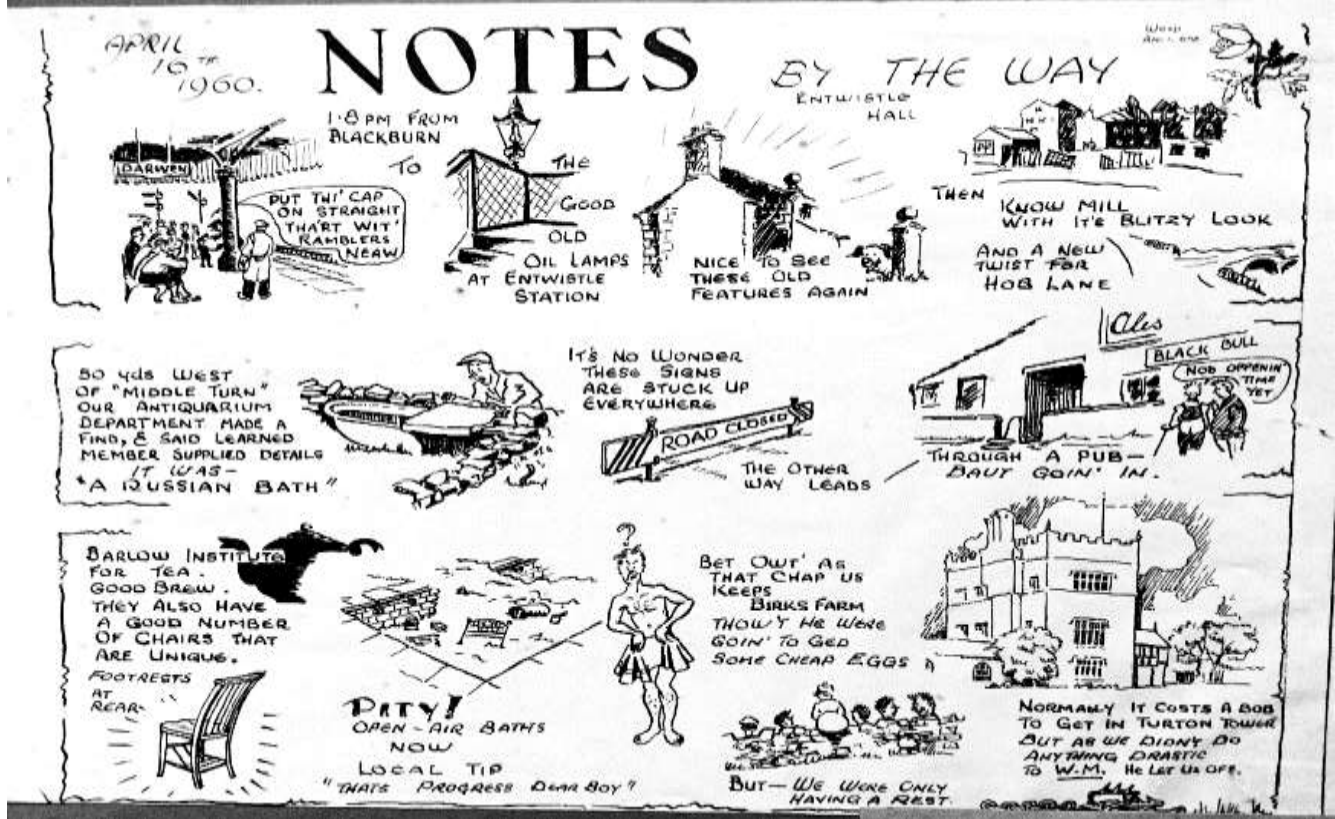 APRIL
16TH
1960.
NOTES
BY THE WAY
WOOD
ANEMONE
1·8 PM FROM
BLACKBURN
TO
DARWEN
PUT THI' CAP
ON STRAIGHT
THA'RT WIT'
RAMBLERS
NEAW
THE
GOOD
OLD
OIL LAMPS
AT ENTWISTLE
STATION
ENTWISTLE
HALL
NICE TO SEE
THESE OLD
FEATURES AGAIN
THEN
KNOW MILL
WITH IT'S BLITZY LOOK
AND A NEW
TWIST FOR
HOB LANE
50 YDS WEST
OF "MIDDLE TURN"
OUR ANTIQUARIUM
DEPARTMENT MADE A
FIND, & SAID LEARNED
MEMBER SUPPLIED DETAILS
IT WAS—
"A RUSSIAN BATH"
IT'S NO WONDER
THESE SIGNS
ARE STUCK UP
EVERYWHERE
ROAD CLOSED
THE OTHER
WAY LEADS
THROUGH A PUB—
BAUT GOIN' IN.
Ales
BLACK BULL
NOB OPPENIN'
TIME
YET
BARLOW INSTITUTE
FOR TEA.
GOOD BREW.
THEY ALSO HAVE
A GOOD NUMBER
OF CHAIRS THAT
ARE UNIQUE.
FOOTRESTS
AT
REAR
PITY!
OPEN-AIR BATHS
NOW
LOCAL TIP
"THATS PROGRESS DEAR BOY"
?
BET OWT' AS
THAT CHAP US
KEEPS
BIRKS FARM
THOW'T HE WERE
GOIN' TO GED
SOME CHEAP EGGS
BUT— WE WERE ONLY
HAVING A REST.
NORMALLY IT COSTS A BOB
TO GET IN TURTON TOWER
BUT AS WE DIDN'T DO
ANYTHING DRASTIC
TO W.M. HE LET US OFF.